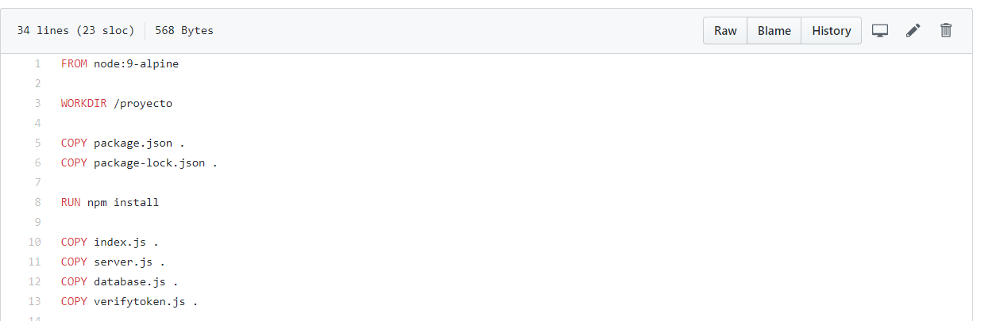 34 lines (23 sloc) 568 Bytes Raw Blame History
1 FROM node:9-alpine
2
3 WORKDIR /proyecto
4
5 COPY package.json .
6 COPY package-lock.json .
7
8 RUN npm install
9
10 COPY index.js .
11 COPY server.js .
12 COPY database.js .
13 COPY verifytoken.js .
14